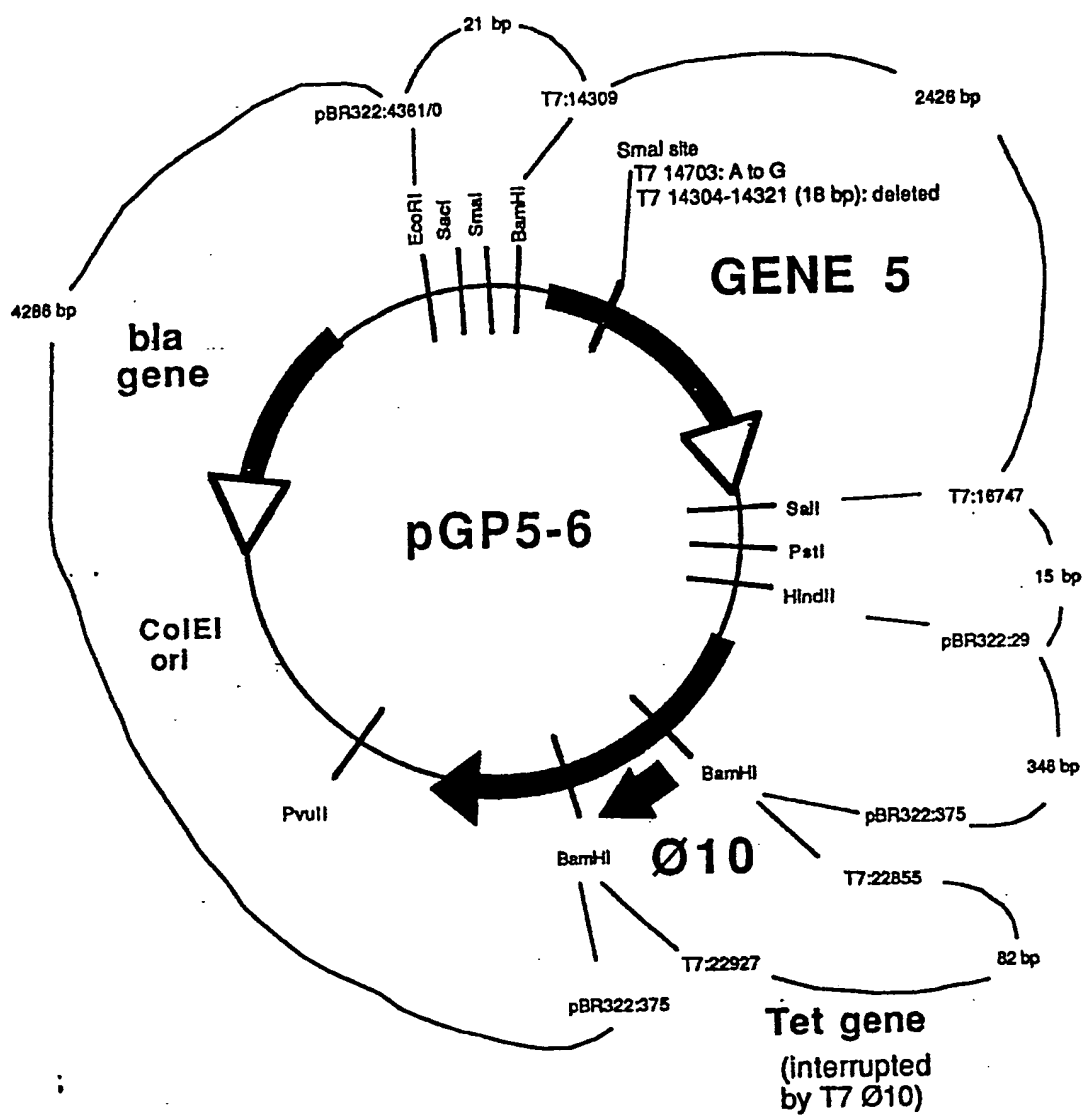 21 bp
pBR322:4361/0
T7:14309
2426 bp
SmaI site
T7 14703: A to G
T7 14304-14321 (18 bp): deleted
EcoRI
SacI
SmaI
BamHI
GENE 5
4286 bp
bla
gene
pGP5-6
SalI
T7:16747
PstI
15 bp
HindII
pBR322:29
ColEI
ori
346 bp
BamHI
pBR322:375
PvuII
BamHI
Ø10
T7:22855
T7:22927
82 bp
pBR322:375
Tet gene
(interrupted
by T7 Ø10)